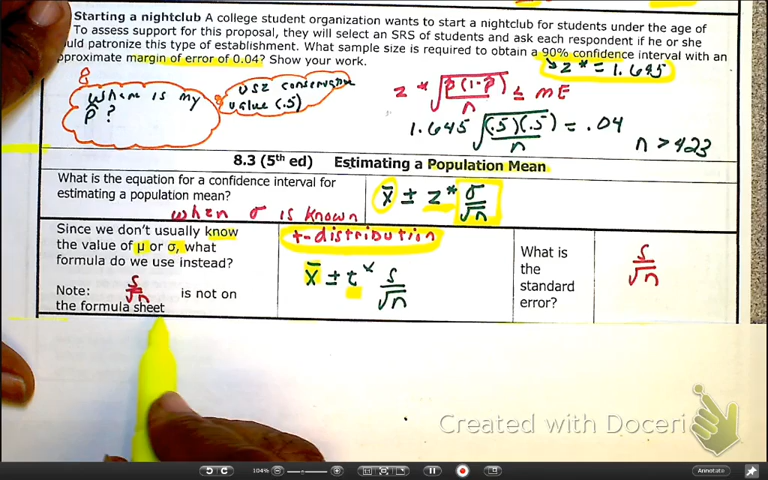 Starting a nightclub A college student organization wants to start a nightclub for students under the age of
To assess support for this proposal, they will select an SRS of students and ask each respondent if he or she
uld patronize this type of establishment. What sample size is required to obtain a 90% confidence interval with an
pproximate margin of error of 0.04? Show your work.
↘z* = 1.645
Where is my
p̂ ?
use conservative
value (.5)
z* √(p̂(1-p̂)/n) ≤ ME
1.645 √((.5)(.5)/n) = .04
n > 423
8.3 (5th ed) Estimating a Population Mean
What is the equation for a confidence interval for
estimating a population mean?
when σ is known
x̄ ± z* σ/√n
Since we don't usually know
the value of μ or σ, what
formula do we use instead?
Note: s/√n is not on
the formula sheet
t-distribution
x̄ ± t* s/√n
What is
the
standard
error?
s/√n
Created with Doceri
104%
Annotate